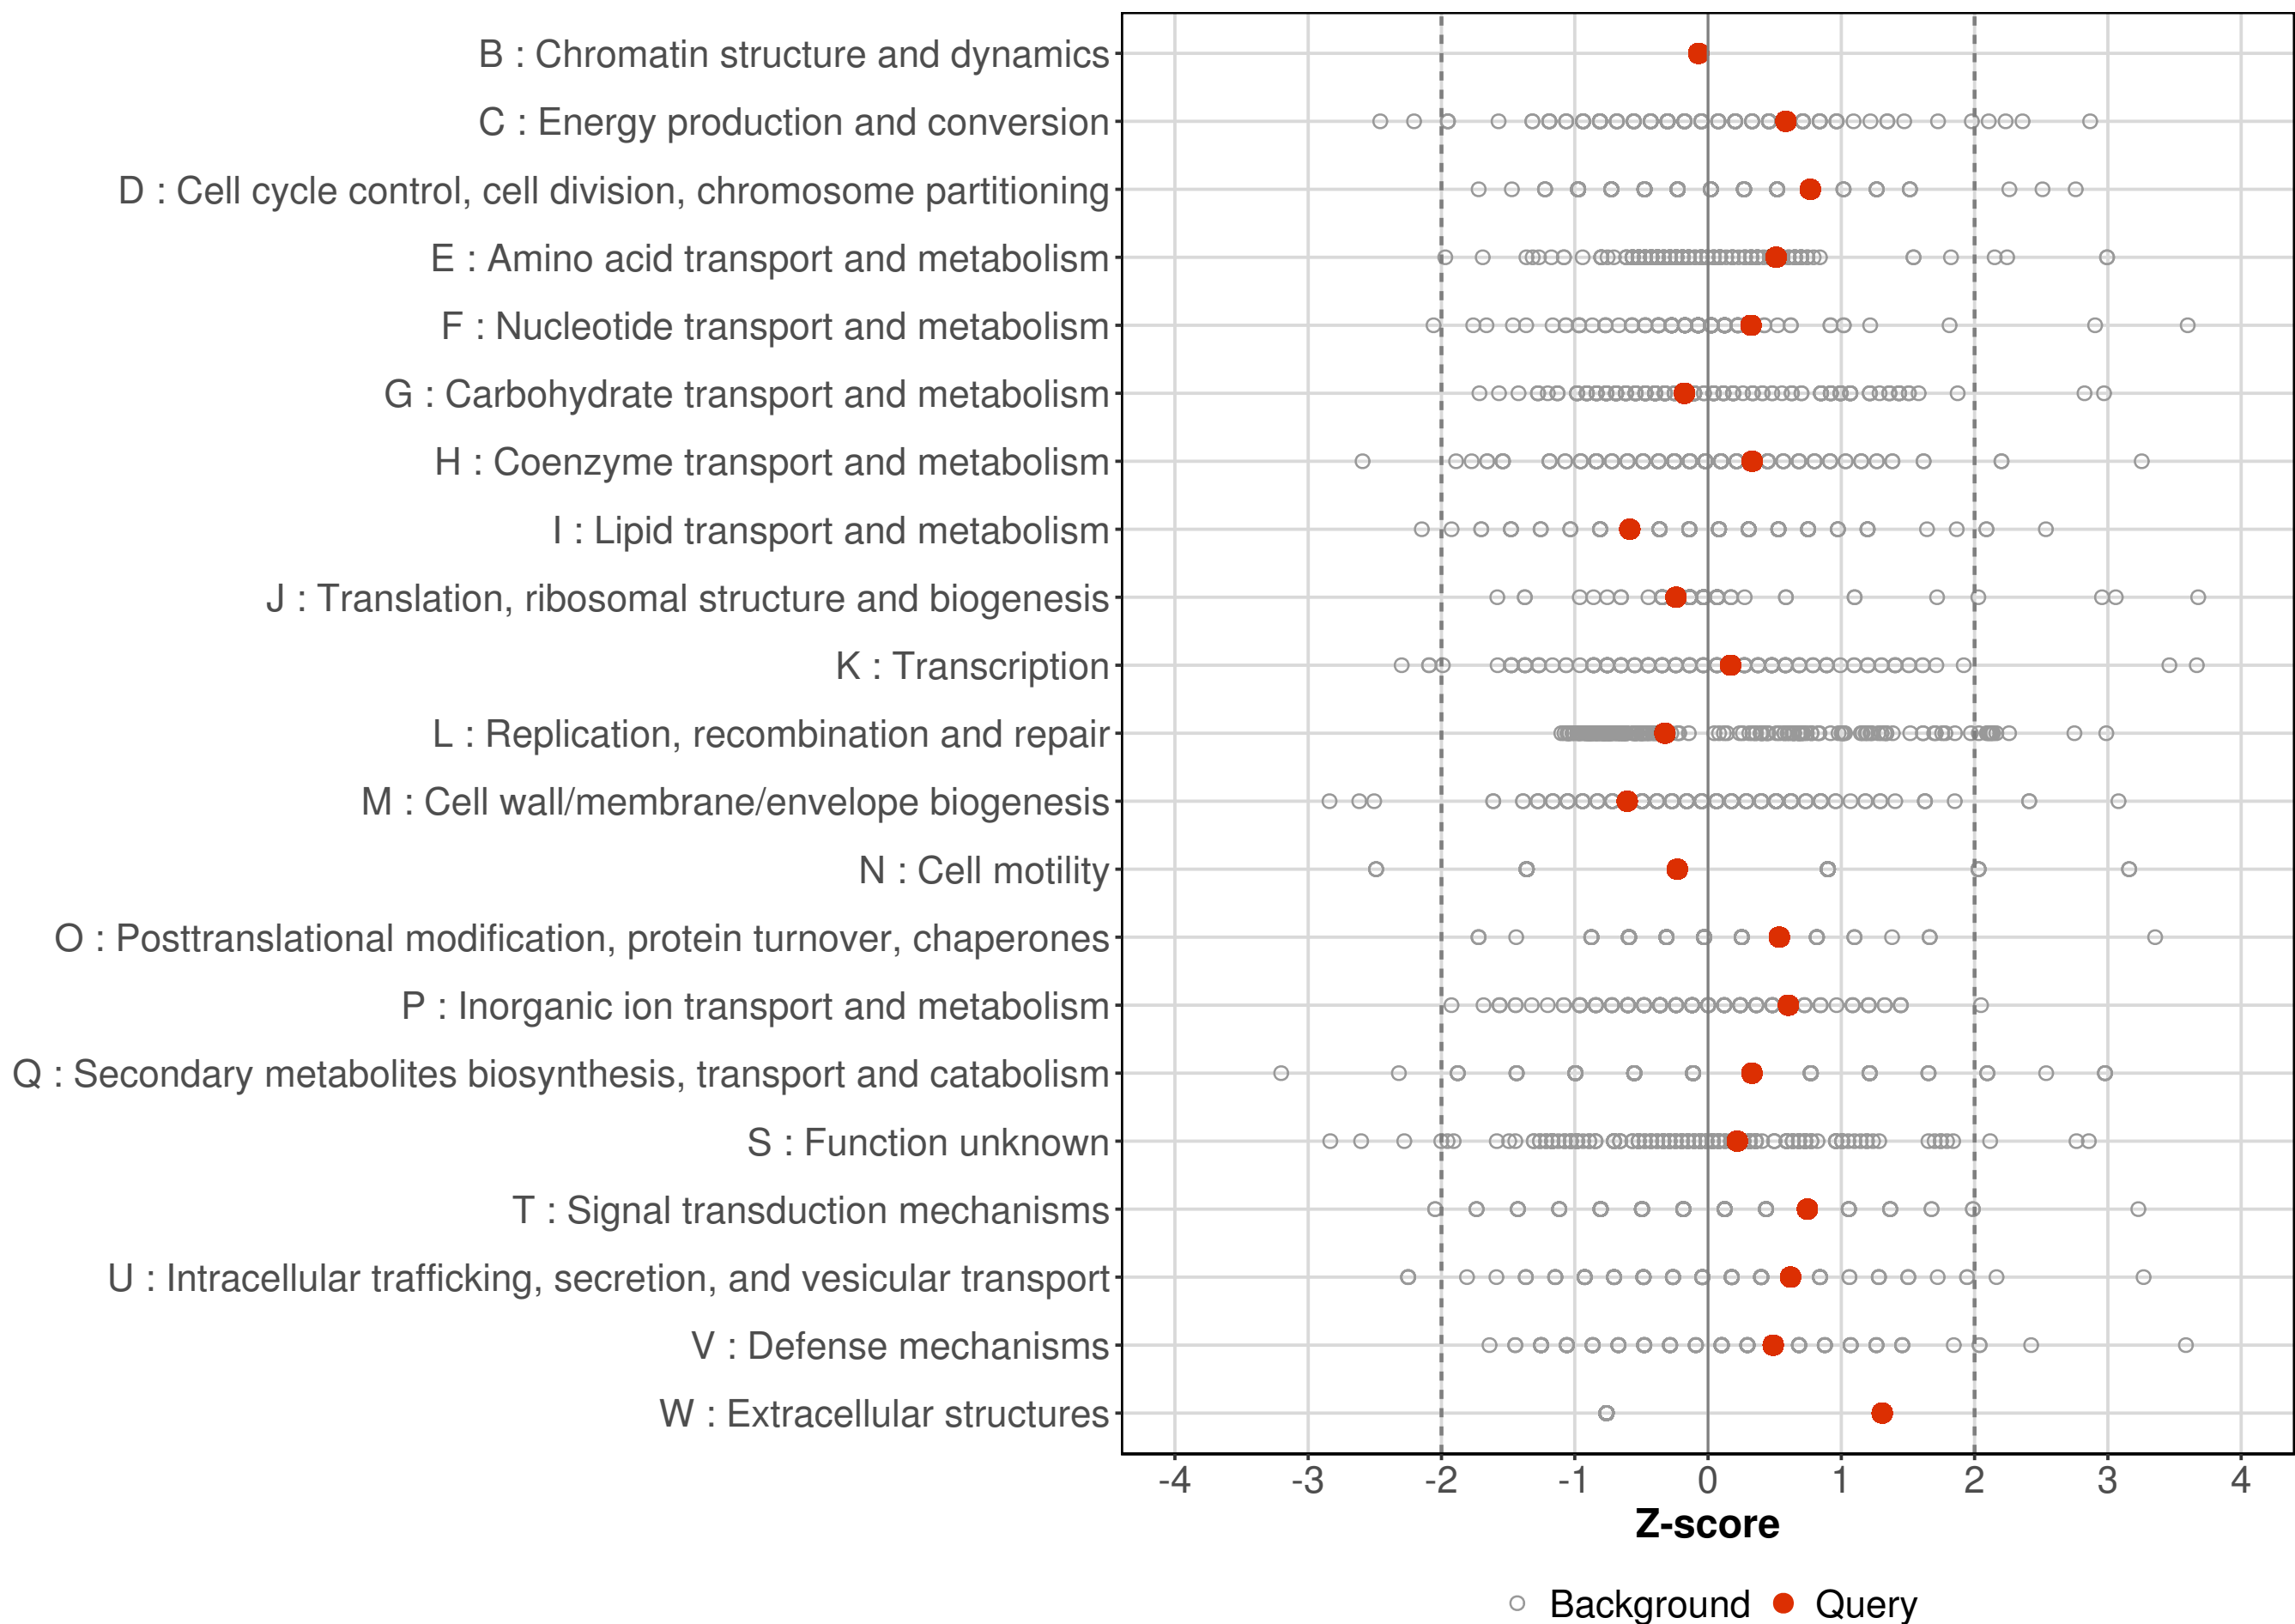 B : Chromatin structure and dynamics
C : Energy production and conversion
D : Cell cycle control, cell division, chromosome partitioning
E : Amino acid transport and metabolism
F : Nucleotide transport and metabolism
G : Carbohydrate transport and metabolism
H : Coenzyme transport and metabolism
I : Lipid transport and metabolism
J : Translation, ribosomal structure and biogenesis
K : Transcription
L : Replication, recombination and repair
M : Cell wall/membrane/envelope biogenesis
N : Cell motility
O : Posttranslational modification, protein turnover, chaperones
P : Inorganic ion transport and metabolism
Q : Secondary metabolites biosynthesis, transport and catabolism
S : Function unknown
T : Signal transduction mechanisms
U : Intracellular trafficking, secretion, and vesicular transport
V : Defense mechanisms
W : Extracellular structures
-4 -3 -2 -1 0 1 2 3 4
Z-score
Background Query